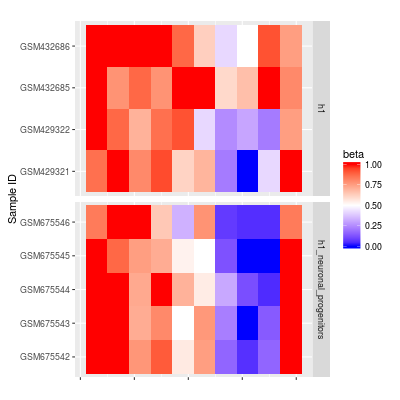 GSM432686
GSM432685
GSM429322
GSM429321
h1
GSM675546
GSM675545
GSM675544
GSM675543
GSM675542
h1_neuronal_progenitors
Sample ID
beta
1.00
0.75
0.50
0.25
0.00